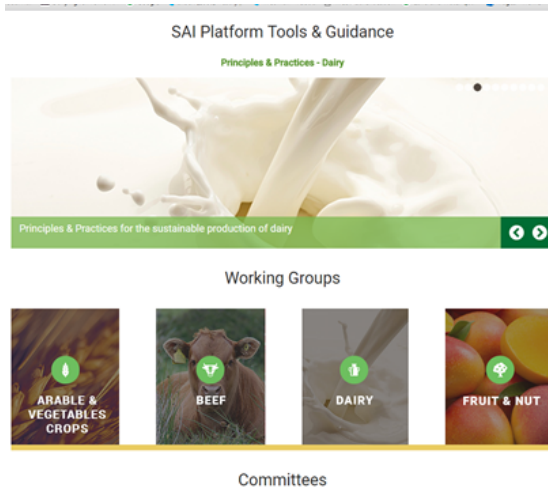 SAI Platform Tools & Guidance
Principles & Practices - Dairy
Principles & Practices for the sustainable production of dairy
Working Groups
ARABLE &
VEGETABLES
CROPS
BEEF
DAIRY
FRUIT & NUT
Committees